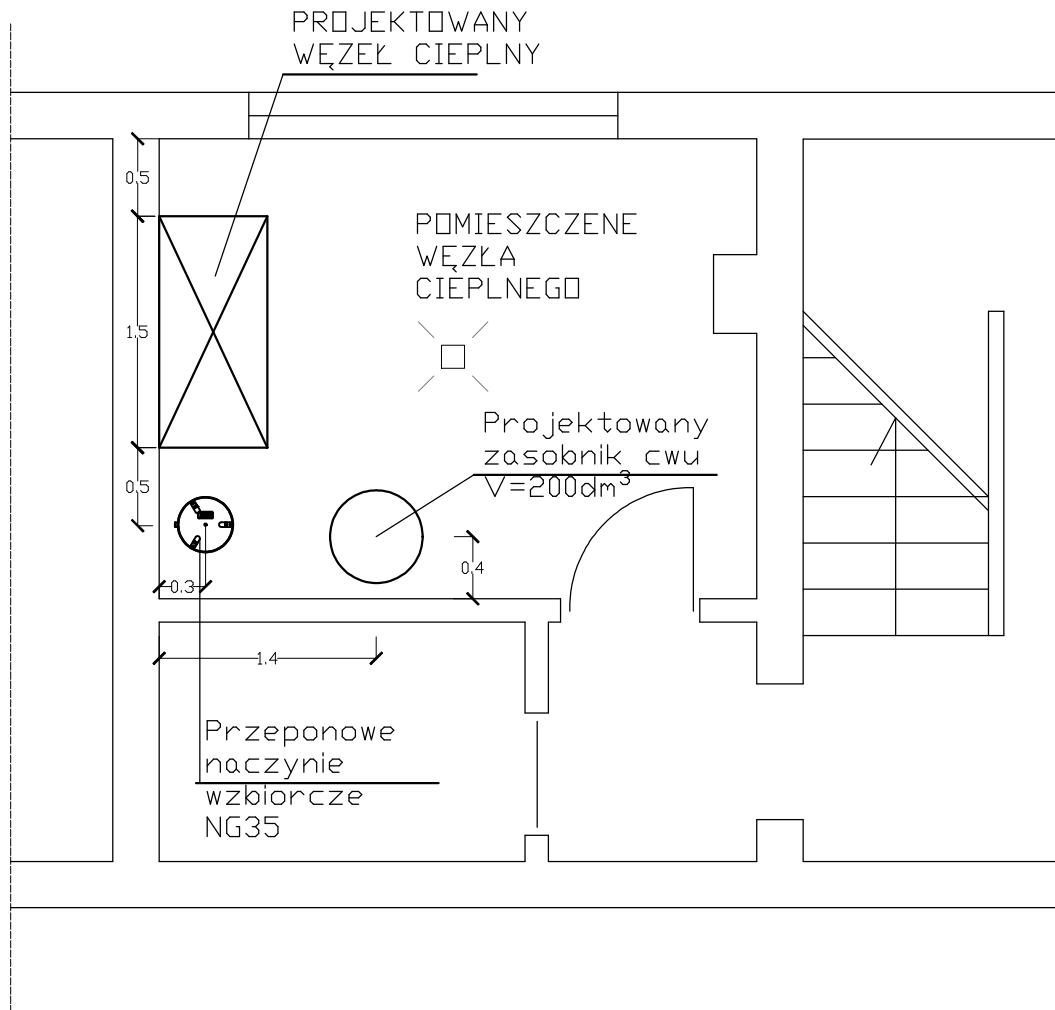 PROJEKTOWANY
WĘZEŁ CIEPLNY
0.5
POMIESZCZENE
WĘZŁA
CIEPLNEGO
1.5
Projektowany
zasobnik cwu
V=200dm³
0.5
0.4
0.3
1.4
Przeponowe
naczynie
wzbiorcze
NG35